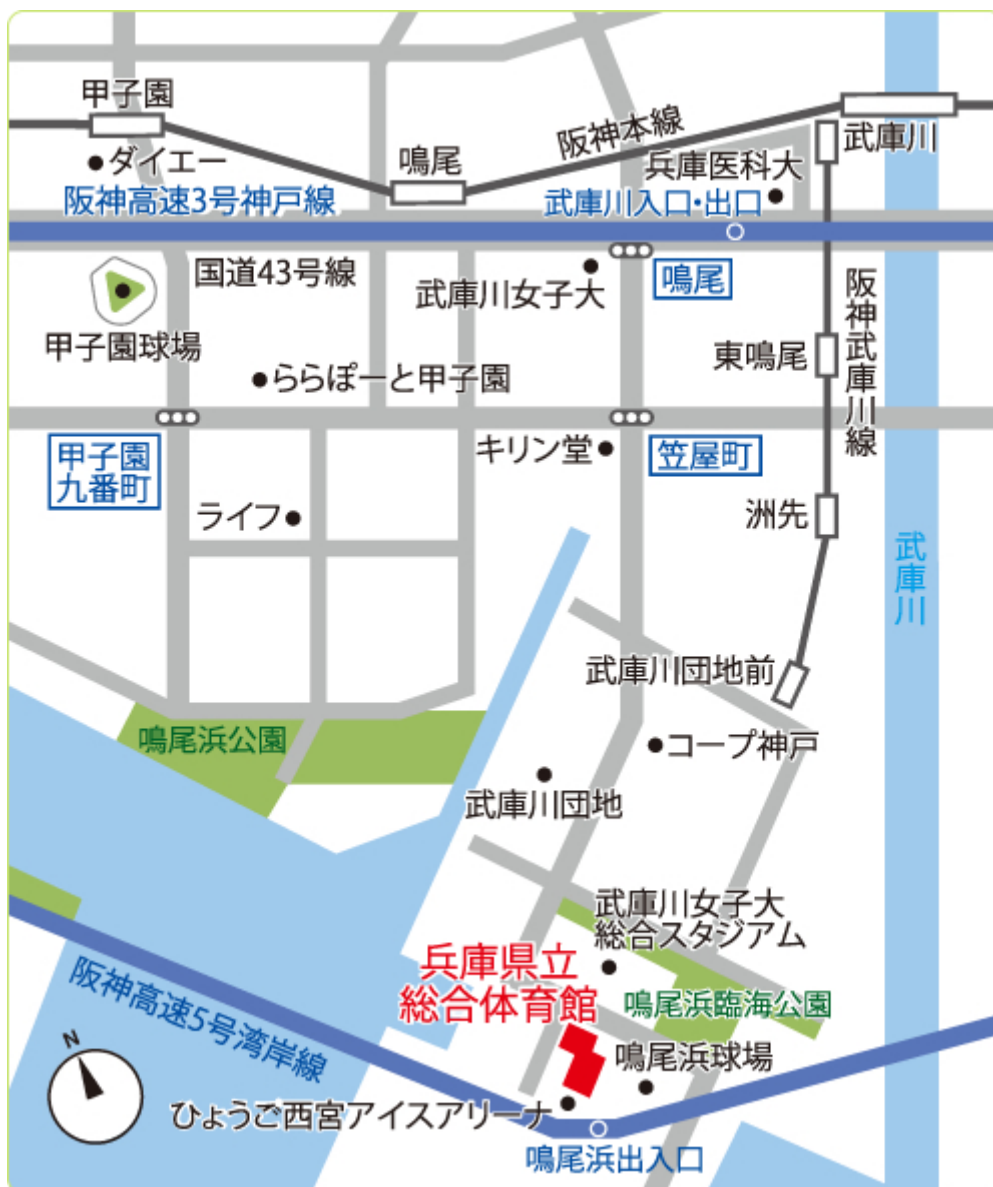 甲子園
ダイエー
鳴尾
阪神本線
武庫川
兵庫医科大
阪神高速3号神戸線
武庫川入口・出口
国道43号線
武庫川女子大
鳴尾
甲子園球場
東鳴尾
阪神武庫川線
ららぽーと甲子園
甲子園
九番町
キリン堂
笠屋町
ライフ
洲先
武庫川
武庫川団地前
鳴尾浜公園
コープ神戸
武庫川団地
武庫川女子大
総合スタジアム
兵庫県立
総合体育館
鳴尾浜臨海公園
阪神高速5号湾岸線
N
鳴尾浜球場
ひょうご西宮アイスアリーナ
鳴尾浜出入口